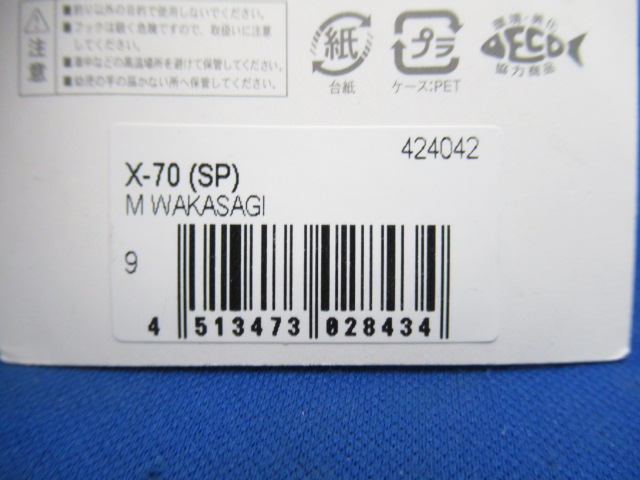 注意
■釣り以外の目的で使用しないでください。
■フックは鋭く危険ですので、取扱いに注意
してください。
■車中などの高温場所を避けて保管してください。
■幼児の手の届かない所へ保管してください。
紙
台紙
プラ
ケース:PET
環境・美化
ECO
協力商品
424042
X-70 (SP)
M WAKASAGI
9
4 513473 028434